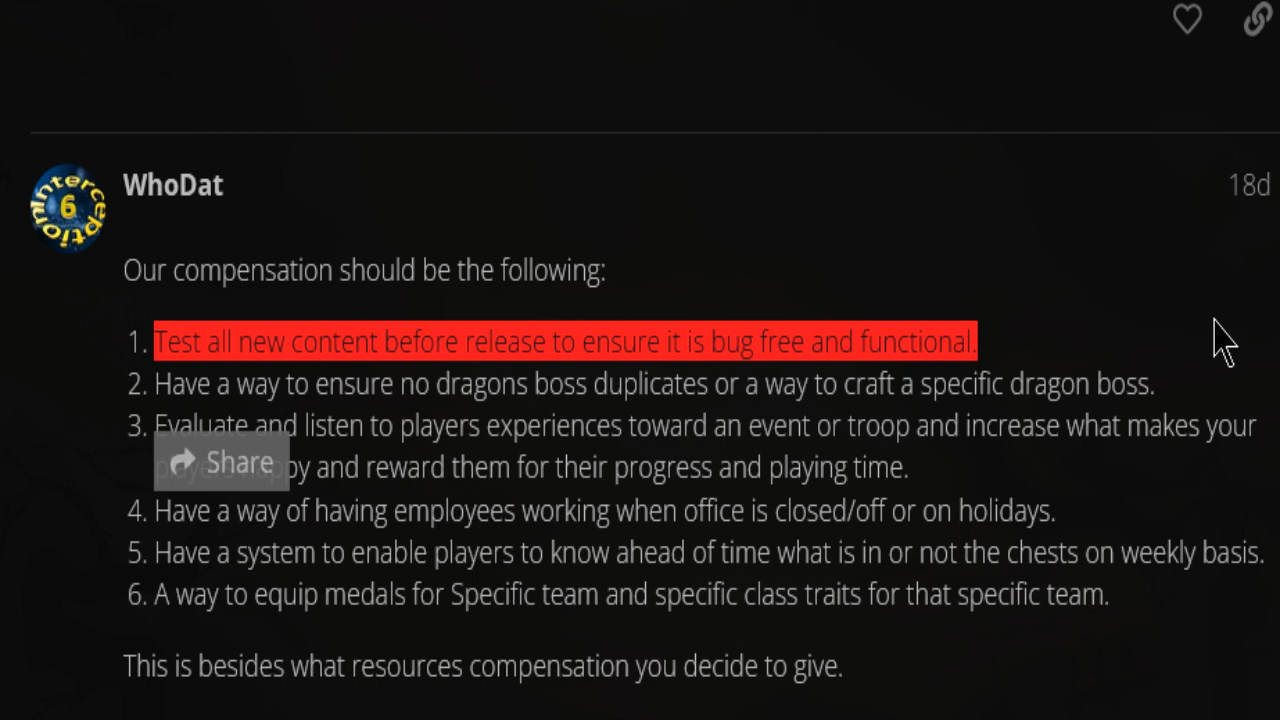 WhoDat
18d
Interception
6
Our compensation should be the following:
1. Test all new content before release to ensure it is bug free and functional.
2. Have a way to ensure no dragons boss duplicates or a way to craft a specific dragon boss.
3. Evaluate and listen to players experiences toward an event or troop and increase what makes your
players happy and reward them for their progress and playing time.
Share
4. Have a way of having employees working when office is closed/off or on holidays.
5. Have a system to enable players to know ahead of time what is in or not the chests on weekly basis.
6. A way to equip medals for Specific team and specific class traits for that specific team.
This is besides what resources compensation you decide to give.